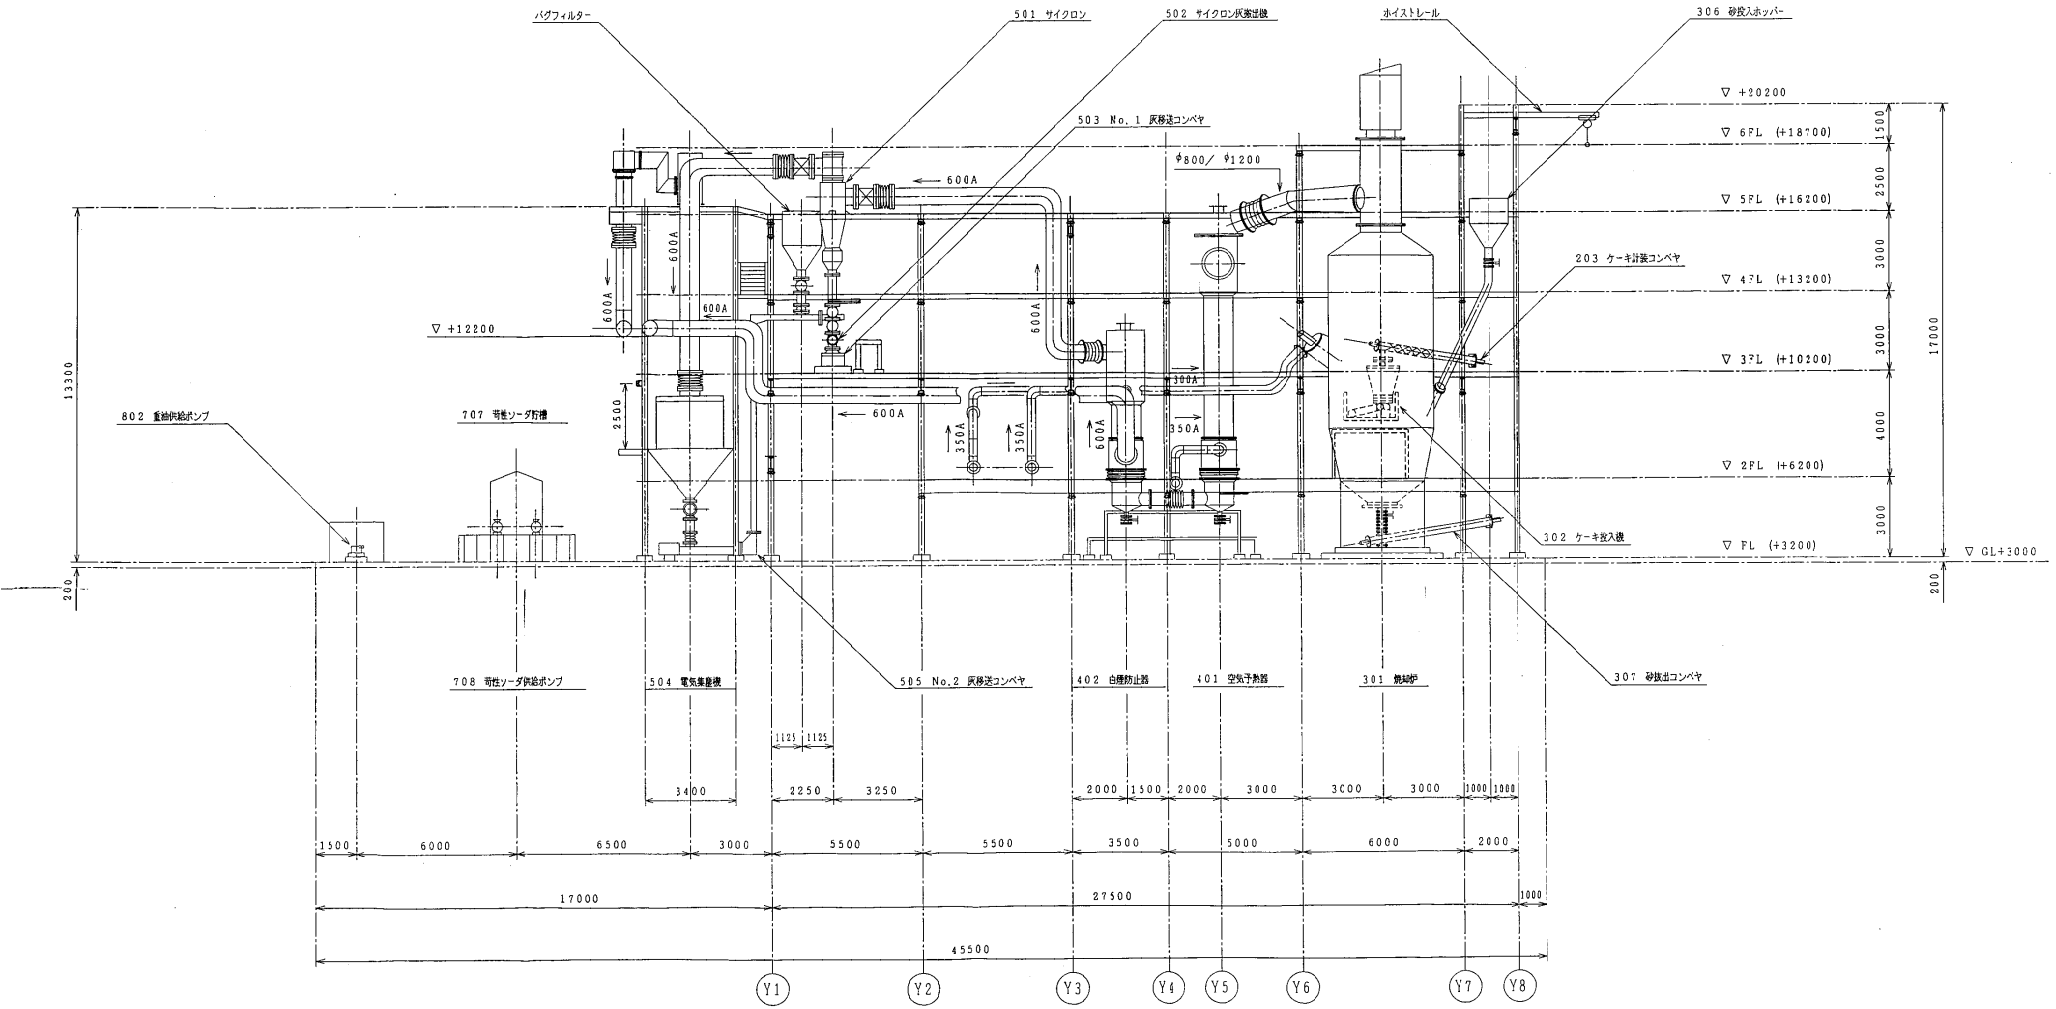 バグフィルター
501 サイクロン
502 サイクロン灰搬出機
ホイストレール
306 砂投入ホッパー
▽ +20200
1500
503 No.1 灰移送コンベヤ
▽ 6FL (+18700)
φ800/φ1200
← 600A
2500
▽ 5FL (+16200)
600A
3000
203 ケーキ計装コンベヤ
▽ 4FL (+13200)
600A
600A
600A
▽ +12200
17000
3000
▽ 3FL (+10200)
13300
300A
2500
802 重油供給ポンプ
707 苛性ソーダ貯槽
← 600A
350A
350A
350A
600A
4000
▽ 2FL (+6200)
3000
302 ケーキ投入機
▽ FL (+3200)
▽ GL+3000
200
200
708 苛性ソーダ供給ポンプ
504 電気集塵機
505 No.2 灰移送コンベヤ
402 白煙防止器
401 空気予熱器
301 焼却炉
307 砂抜出コンベヤ
1125 1125
3400
2250
3250
2000
1500
2000
3000
3000
3000
1000
1000
1500
6000
6500
3000
5500
5500
3500
5000
6000
2000
17000
27500
1000
45500
Y1
Y2
Y3
Y4
Y5
Y6
Y7
Y8